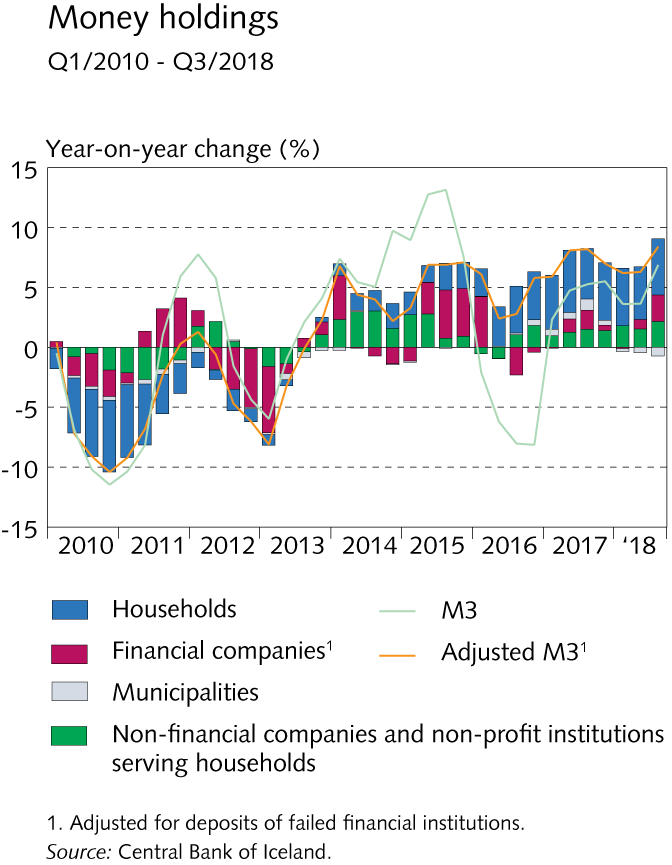 Money holdings
Q1/2010 - Q3/2018
Year-on-year change (%)
15
10
5
0
-5
-10
-15
2010 2011 2012 2013 2014 2015 2016 2017 ‘18
Households
Financial companies¹
Municipalities
Non-financial companies and non-profit institutions
serving households
M3
Adjusted M3¹
1. Adjusted for deposits of failed financial institutions.
Source: Central Bank of Iceland.